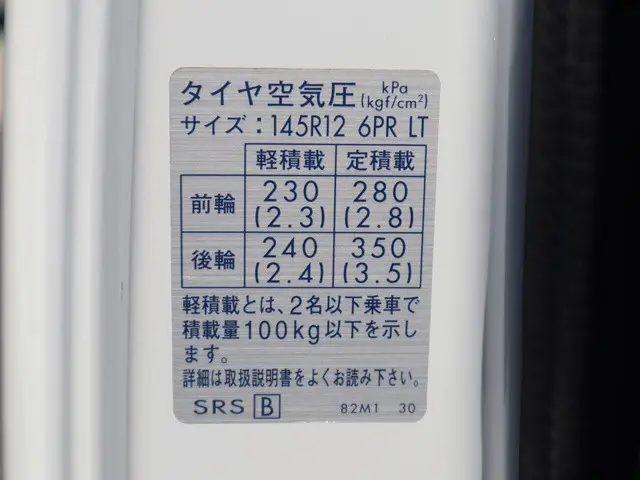 タイヤ空気圧 kPa (kgf/cm²)
サイズ：145R12 6PR LT
軽積載 定積載
前輪 230 (2.3) 280 (2.8)
後輪 240 (2.4) 350 (3.5)
軽積載とは、2名以下乗車で
積載量100kg以下を示し
ます。
詳細は取扱説明書をよくお読み下さい。
SRS B 82M1 30